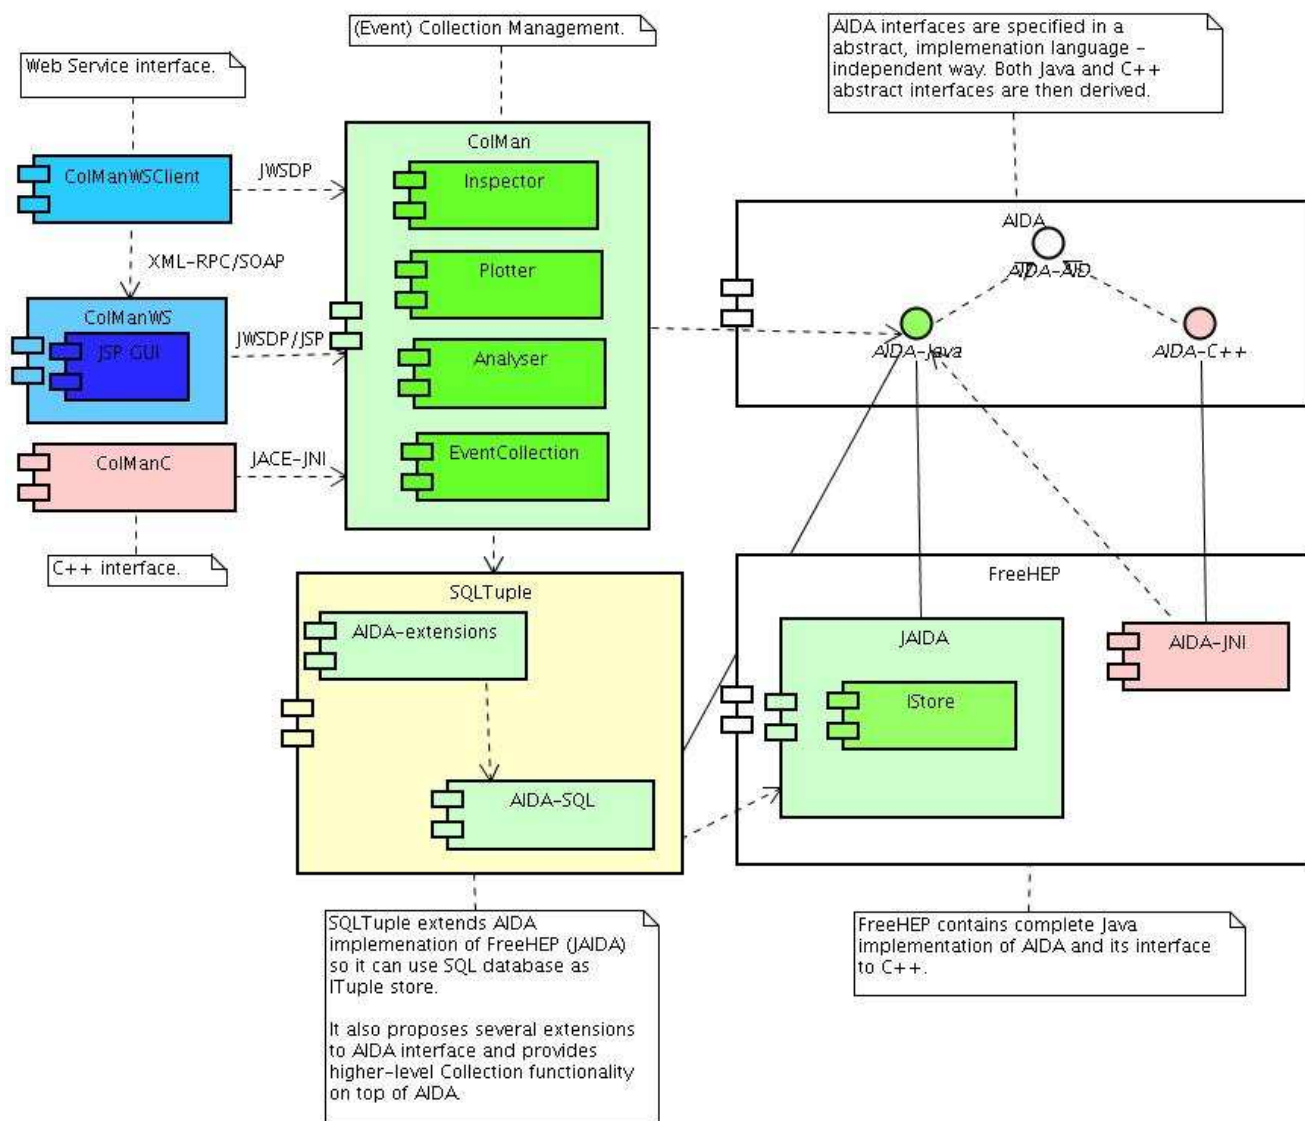 (Event) Collection Management.
AIDA interfaces are specified in a
abstract, implemenation language -
independent way. Both Java and C++
abstract interfaces are then derived.
Web Service interface.
ColManWSClient
JWSDP
XML-RPC/SOAP
ColManWS
JSP GUI
JWSDP/JSP
ColManC
JACE-JNI
C++ interface.
ColMan
Inspector
Plotter
Analyser
EventCollection
AIDA
AIDA-AID
AIDA-Java
AIDA-C++
SQLTuple
AIDA-extensions
AIDA-SQL
FreeHEP
JAIDA
IStore
AIDA-JNI
SQLTuple extends AIDA
implemenation of FreeHEP (JAIDA)
so it can use SQL database as
ITuple store.
It also proposes several extensions
to AIDA interface and provides
higher-level Collection functionality
on top of AIDA.
FreeHEP contains complete Java
implementation of AIDA and its interface
to C++.